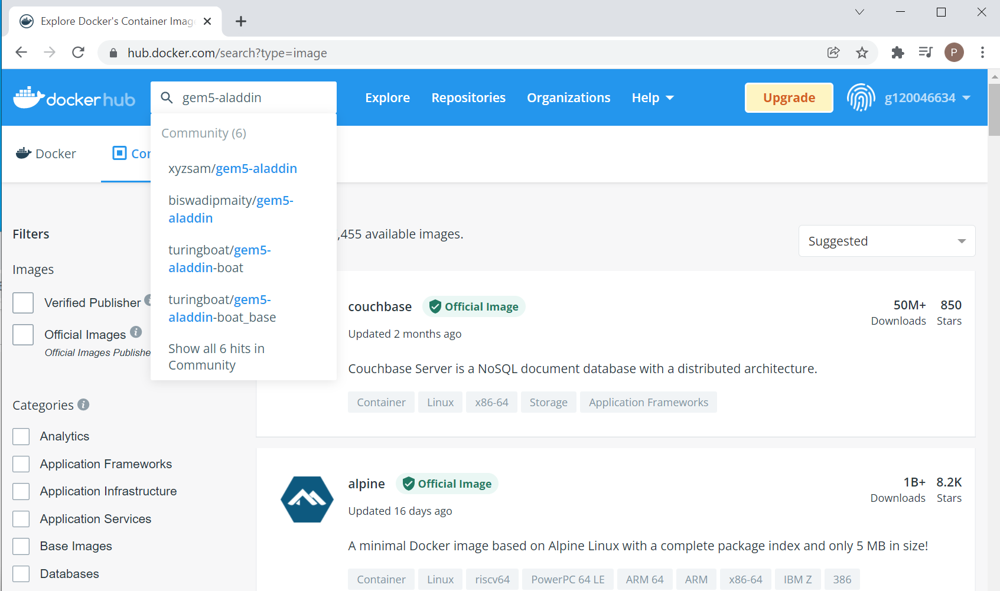 Explore Docker's Container Imag
hub.docker.com/search?type=image
P
docker hub
gem5-aladdin
Explore
Repositories
Organizations
Help
Upgrade
g120046634
Community (6)
xyzsam/gem5-aladdin
biswadipmaity/gem5-
aladdin
turingboat/gem5-
aladdin-boat
turingboat/gem5-
aladdin-boat_base
Show all 6 hits in
Community
Docker
Con
Filters
Images
Verified Publisher
Official Images
Official Images Publishe
Categories
Analytics
Application Frameworks
Application Infrastructure
Application Services
Base Images
Databases
,455 available images.
Suggested
couchbase
Official Image
Updated 2 months ago
50M+
Downloads
850
Stars
Couchbase Server is a NoSQL document database with a distributed architecture.
Container
Linux
x86-64
Storage
Application Frameworks
alpine
Official Image
Updated 16 days ago
1B+
Downloads
8.2K
Stars
A minimal Docker image based on Alpine Linux with a complete package index and only 5 MB in size!
Container
Linux
riscv64
PowerPC 64 LE
ARM 64
ARM
x86-64
IBM Z
386